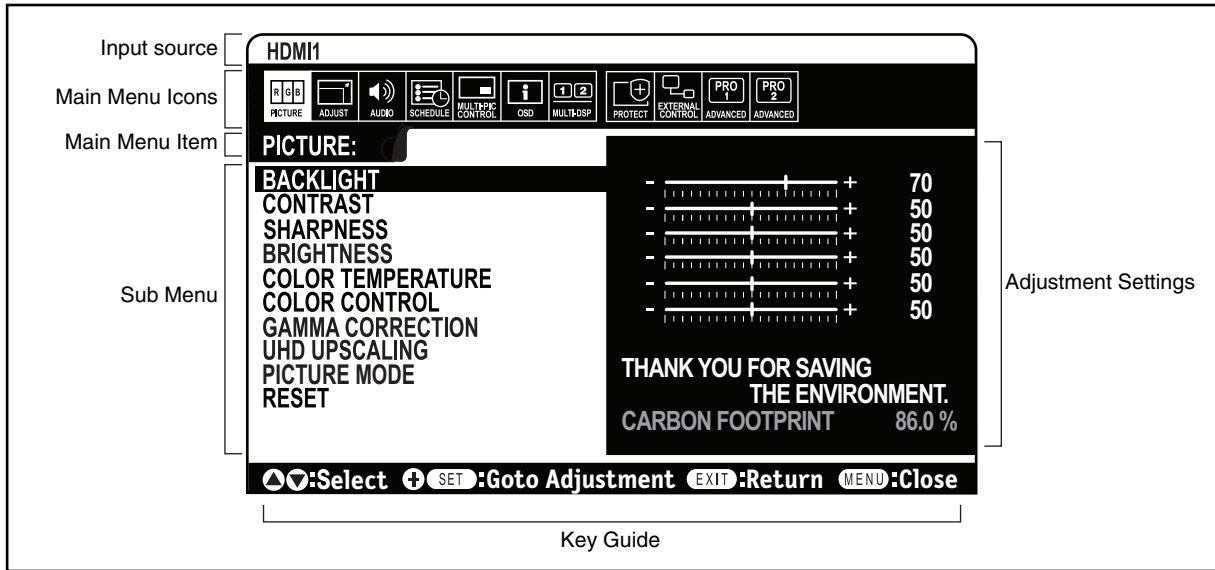 Input source
HDMI1
Main Menu Icons
R G B
PICTURE
ADJUST
AUDIO
SCHEDULE
MULTI-PIC
CONTROL
OSD
1 2
MULTI-DSP
PROTECT
EXTERNAL
CONTROL
PRO
1
ADVANCED
PRO
2
ADVANCED
Main Menu Item
PICTURE:
Sub Menu
BACKLIGHT - + 70
CONTRAST - + 50
SHARPNESS - + 50
BRIGHTNESS - + 50
COLOR TEMPERATURE - + 50
COLOR CONTROL - + 50
GAMMA CORRECTION
UHD UPSCALING
PICTURE MODE
RESET
THANK YOU FOR SAVING
THE ENVIRONMENT.
CARBON FOOTPRINT 86.0 %
Adjustment Settings
:Select + SET :Goto Adjustment EXIT :Return MENU :Close
Key Guide